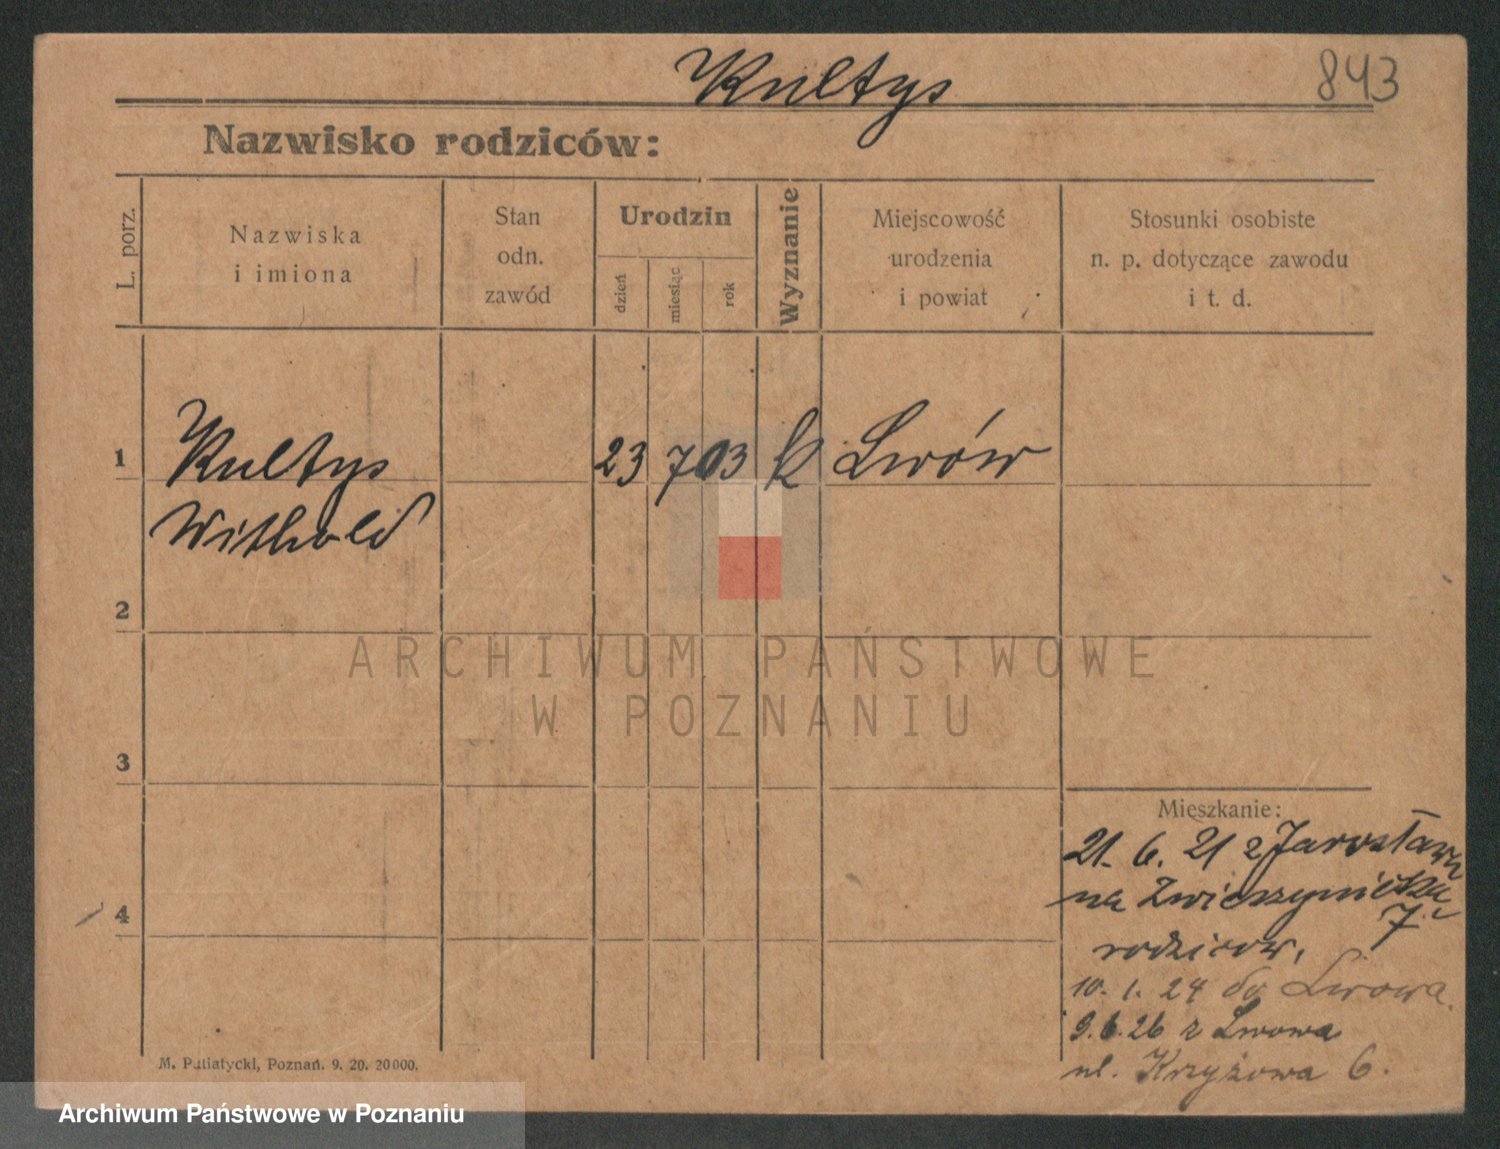 Kultys
843
Nazwisko rodziców:
L. porz.
Nazwiska
i imiona
Stan
odn.
zawód
Urodzin
dzień
miesiąc
rok
Wyznanie
Miejscowość
urodzenia
i powiat
Stosunki osobiste
n. p. dotyczące zawodu
i t. d.
1
Kultys 23 7 03 k Lwów
Withold
2
ARCHIWUM PAŃSTWOWE
W POZNANIU
3
4
Mieszkanie:
21. 6. 21 z Jarosławia
na Zwierzyniecka
7
rodziców.
10. 1. 24 do Lwowa.
9. 6. 26 z Lwowa
ul. Krzyżowa 6.
M. Putiatycki, Poznań. 9. 20. 20000.
Archiwum Państwowe w Poznaniu